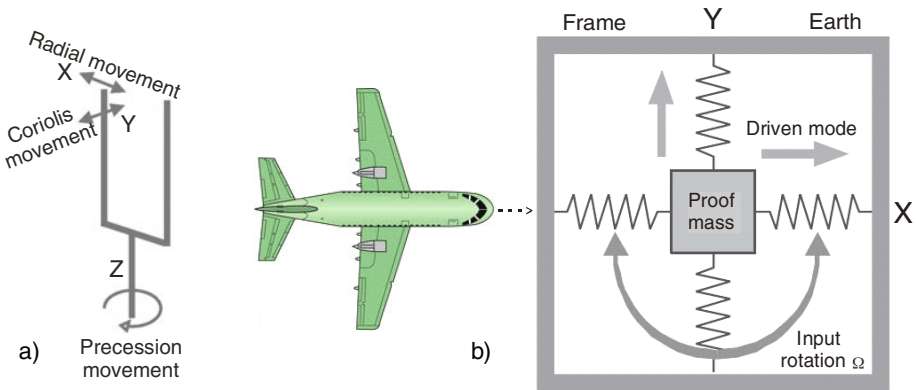 Radial movement
X
Coriolis
movement
Y
Z
Precession
movement
a)
b)
Frame
Y
Earth
Driven mode
Proof
mass
X
Input
rotation Ω